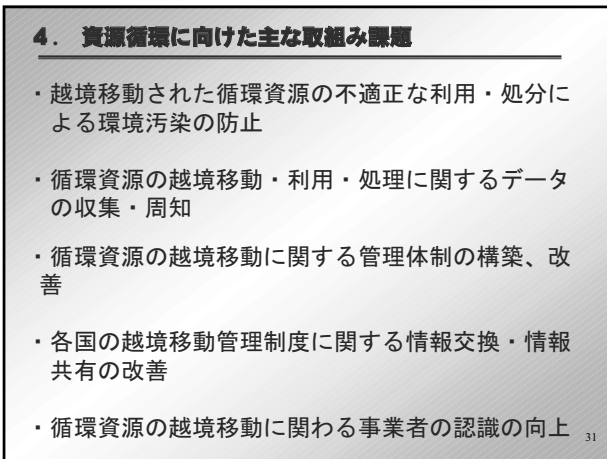 ４．　資源循環に向けた主な取組み課題
・越境移動された循環資源の不適正な利用・処分に
よる環境汚染の防止
・循環資源の越境移動・利用・処理に関するデータ
の収集・周知
・循環資源の越境移動に関する管理体制の構築、改
善
・各国の越境移動管理制度に関する情報交換・情報
共有の改善
・循環資源の越境移動に関わる事業者の認識の向上
31